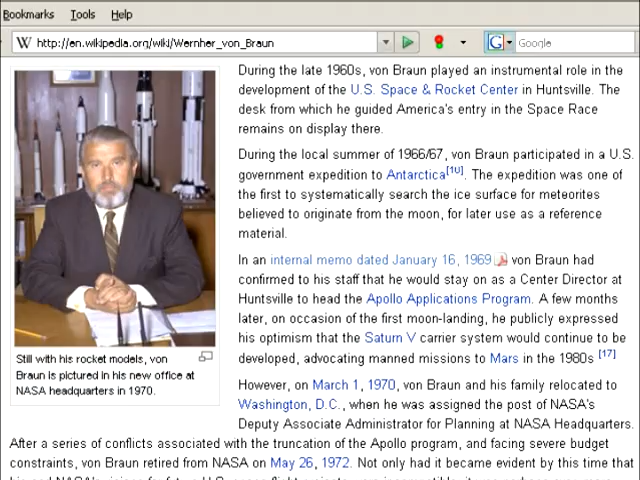 Bookmarks Tools Help
W http://en.wikipedia.org/wiki/Wernher_von_Braun
G Google
During the late 1960s, von Braun played an instrumental role in the
development of the U.S. Space & Rocket Center in Huntsville. The
desk from which he guided America's entry in the Space Race
remains on display there.
During the local summer of 1966/67, von Braun participated in a U.S.
government expedition to Antarctica[10]. The expedition was one of
the first to systematically search the ice surface for meteorites
believed to originate from the moon, for later use as a reference
material.
In an internal memo dated January 16, 1969 von Braun had
confirmed to his staff that he would stay on as a Center Director at
Huntsville to head the Apollo Applications Program. A few months
later, on occasion of the first moon-landing, he publicly expressed
his optimism that the Saturn V carrier system would continue to be
developed, advocating manned missions to Mars in the 1980s [17]
Still with his rocket models, von
Braun is pictured in his new office at
NASA headquarters in 1970.
However, on March 1, 1970, von Braun and his family relocated to
Washington, D.C., when he was assigned the post of NASA's
Deputy Associate Administrator for Planning at NASA Headquarters.
After a series of conflicts associated with the truncation of the Apollo program, and facing severe budget
constraints, von Braun retired from NASA on May 26, 1972. Not only had it become evident by this time that